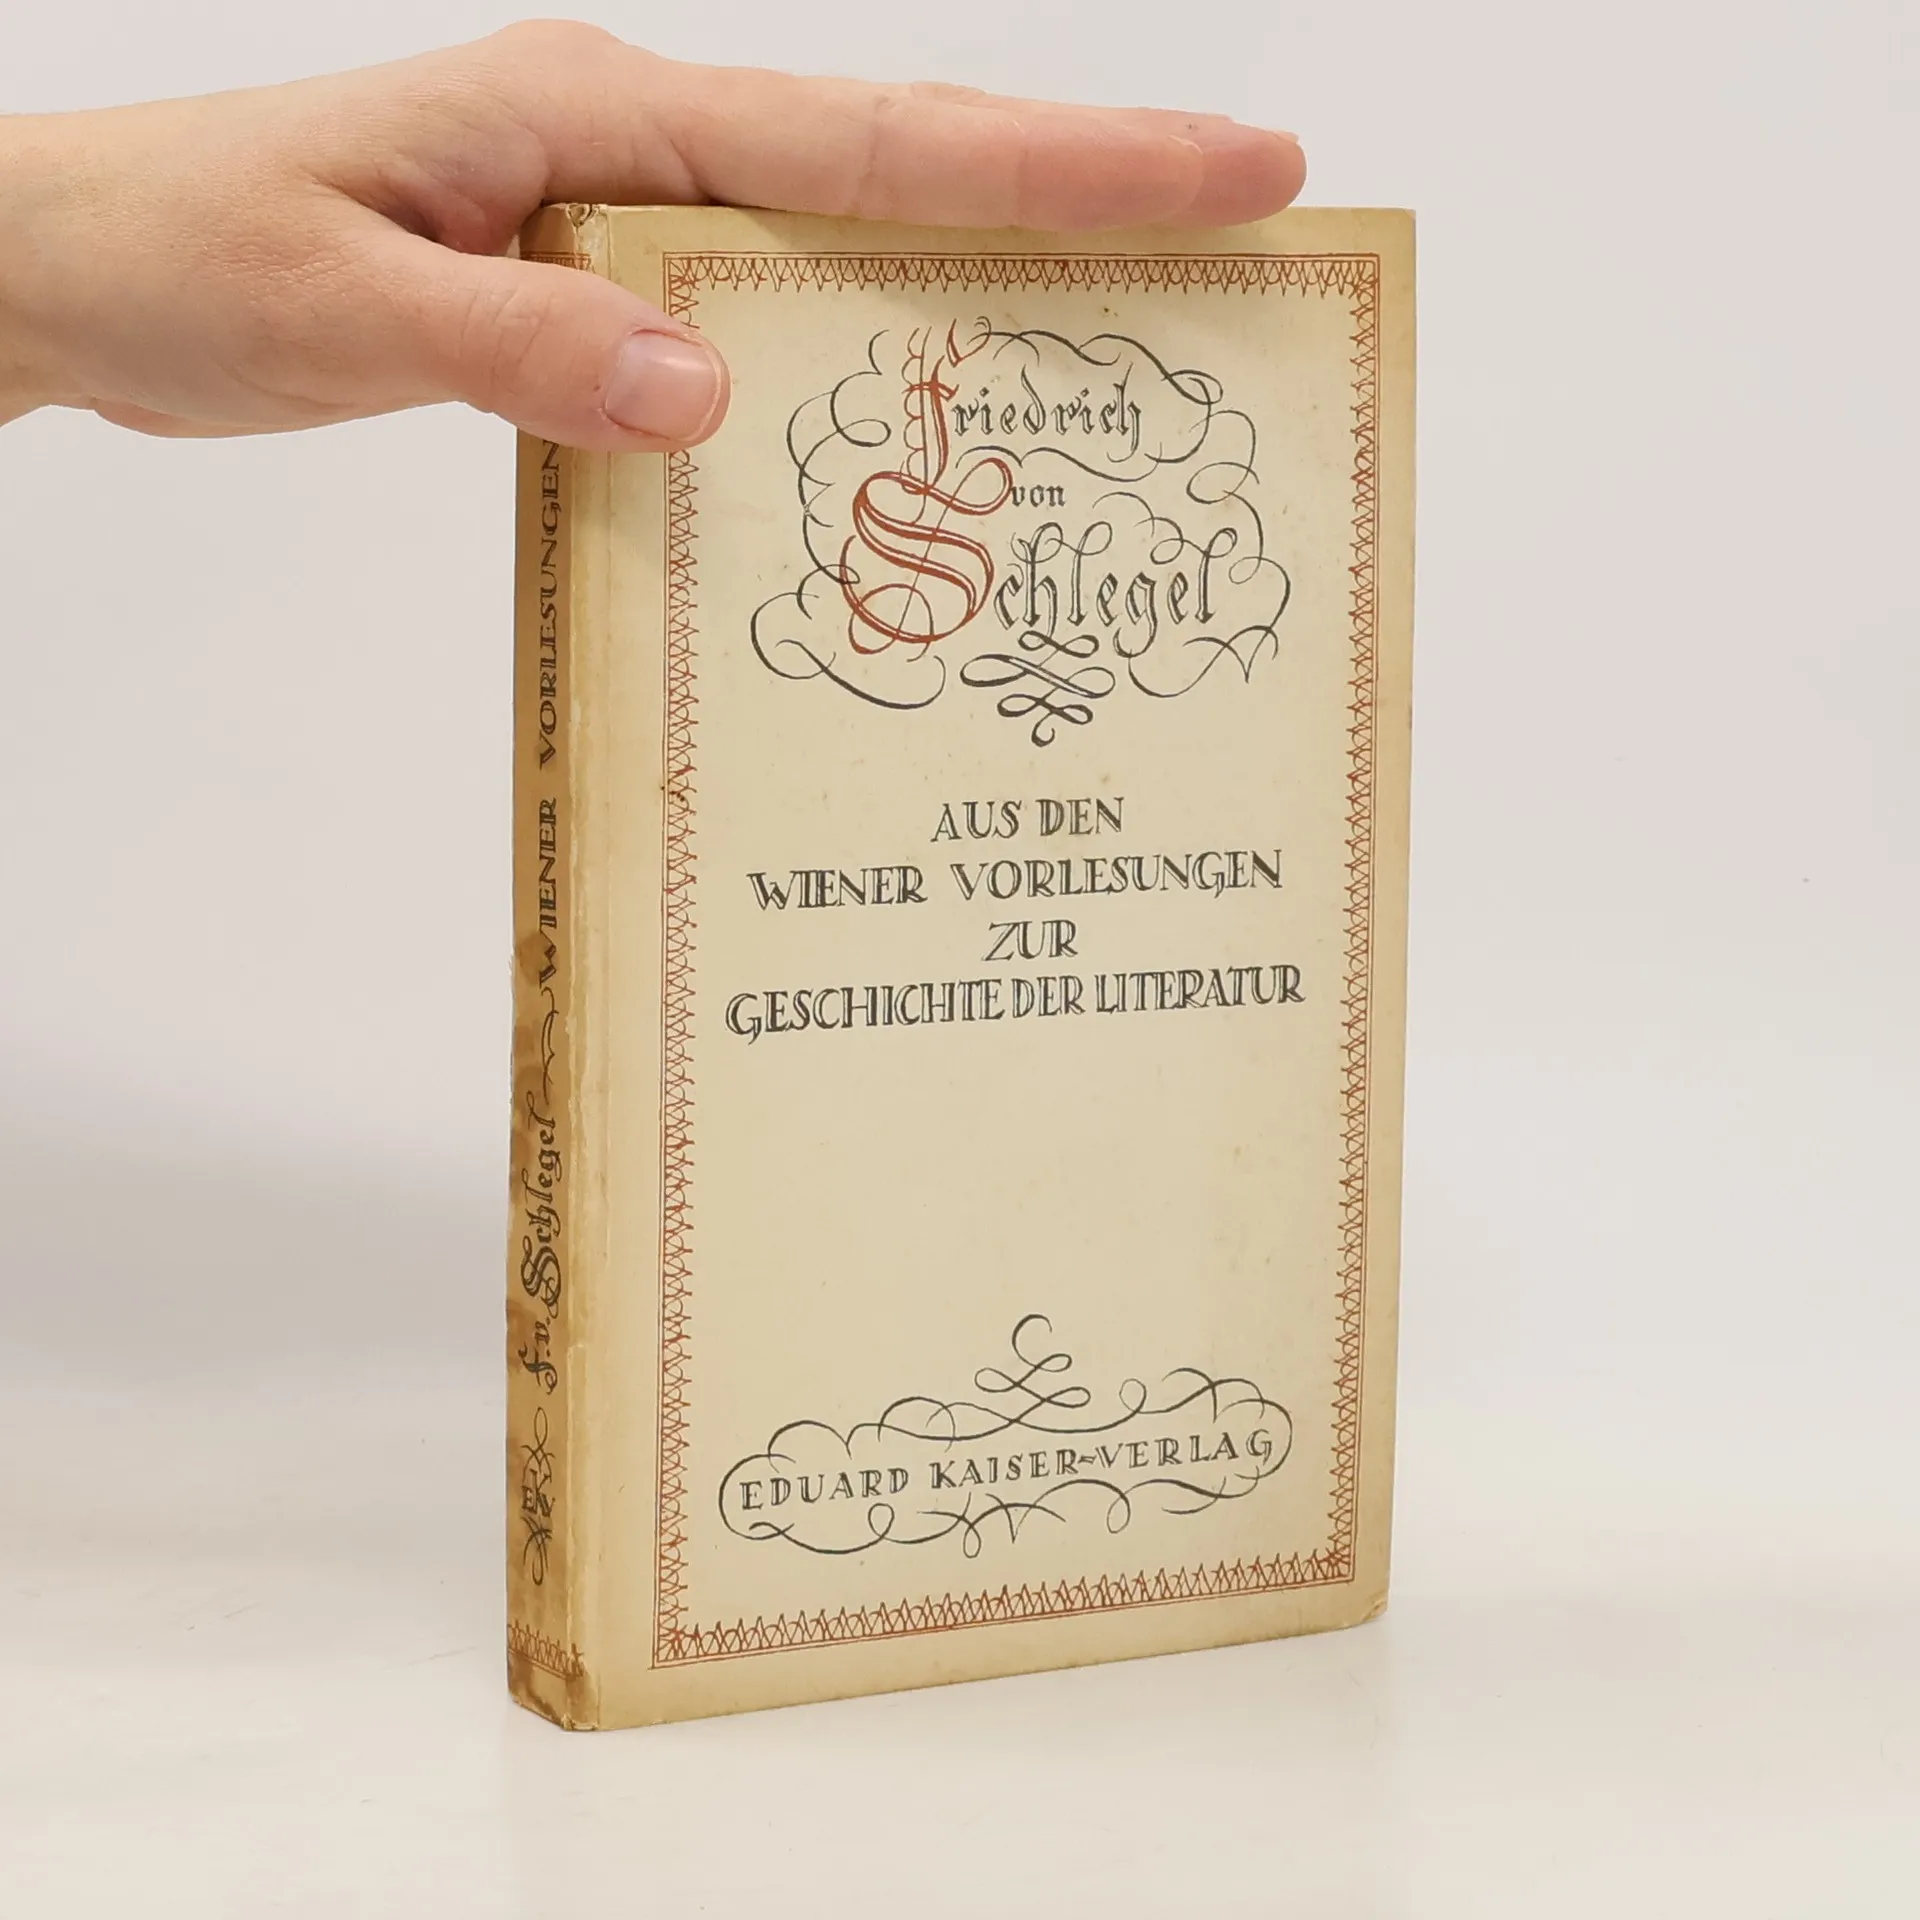 Friedrich
von
Schlegel
AUS DEN
WIENER VORLESUNGEN
ZUR
GESCHICHTE DER LITERATUR
EDUARD KAISER-VERLAG
F. v. Schlegel WIENER VORLESUNGEN
EKV